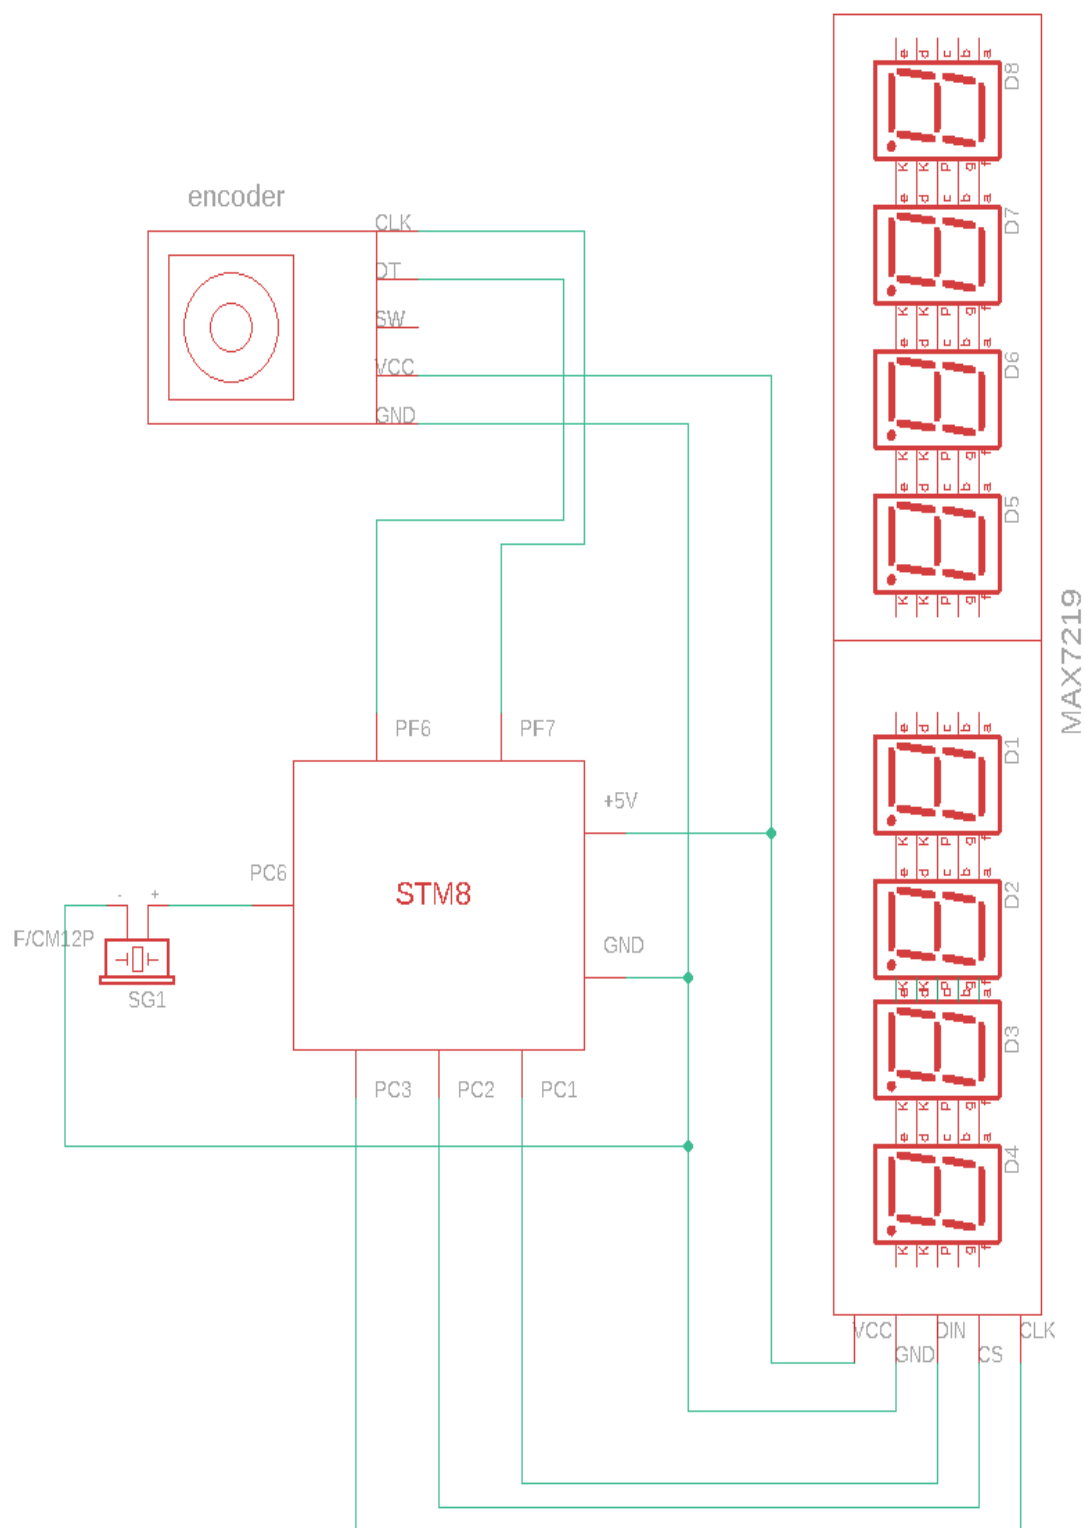 e d c b a
D8
K K P g f
e d c b a
D7
K K P g f
e d c b a
D6
K K P g f
e d c b a
D5
K K P g f
MAX7219
encoder
CLK
DT
SW
VCC
GND
PF6
PF7
+5V
PC6
STM8
GND
- +
F/CM12P
SG1
PC3
PC2
PC1
e d c b a
D1
K K P g f
e d c b a
D2
K K P g f
e d c b a
D3
K K P g f
e d c b a
D4
K K P g f
VCC
GND
DIN
CS
CLK